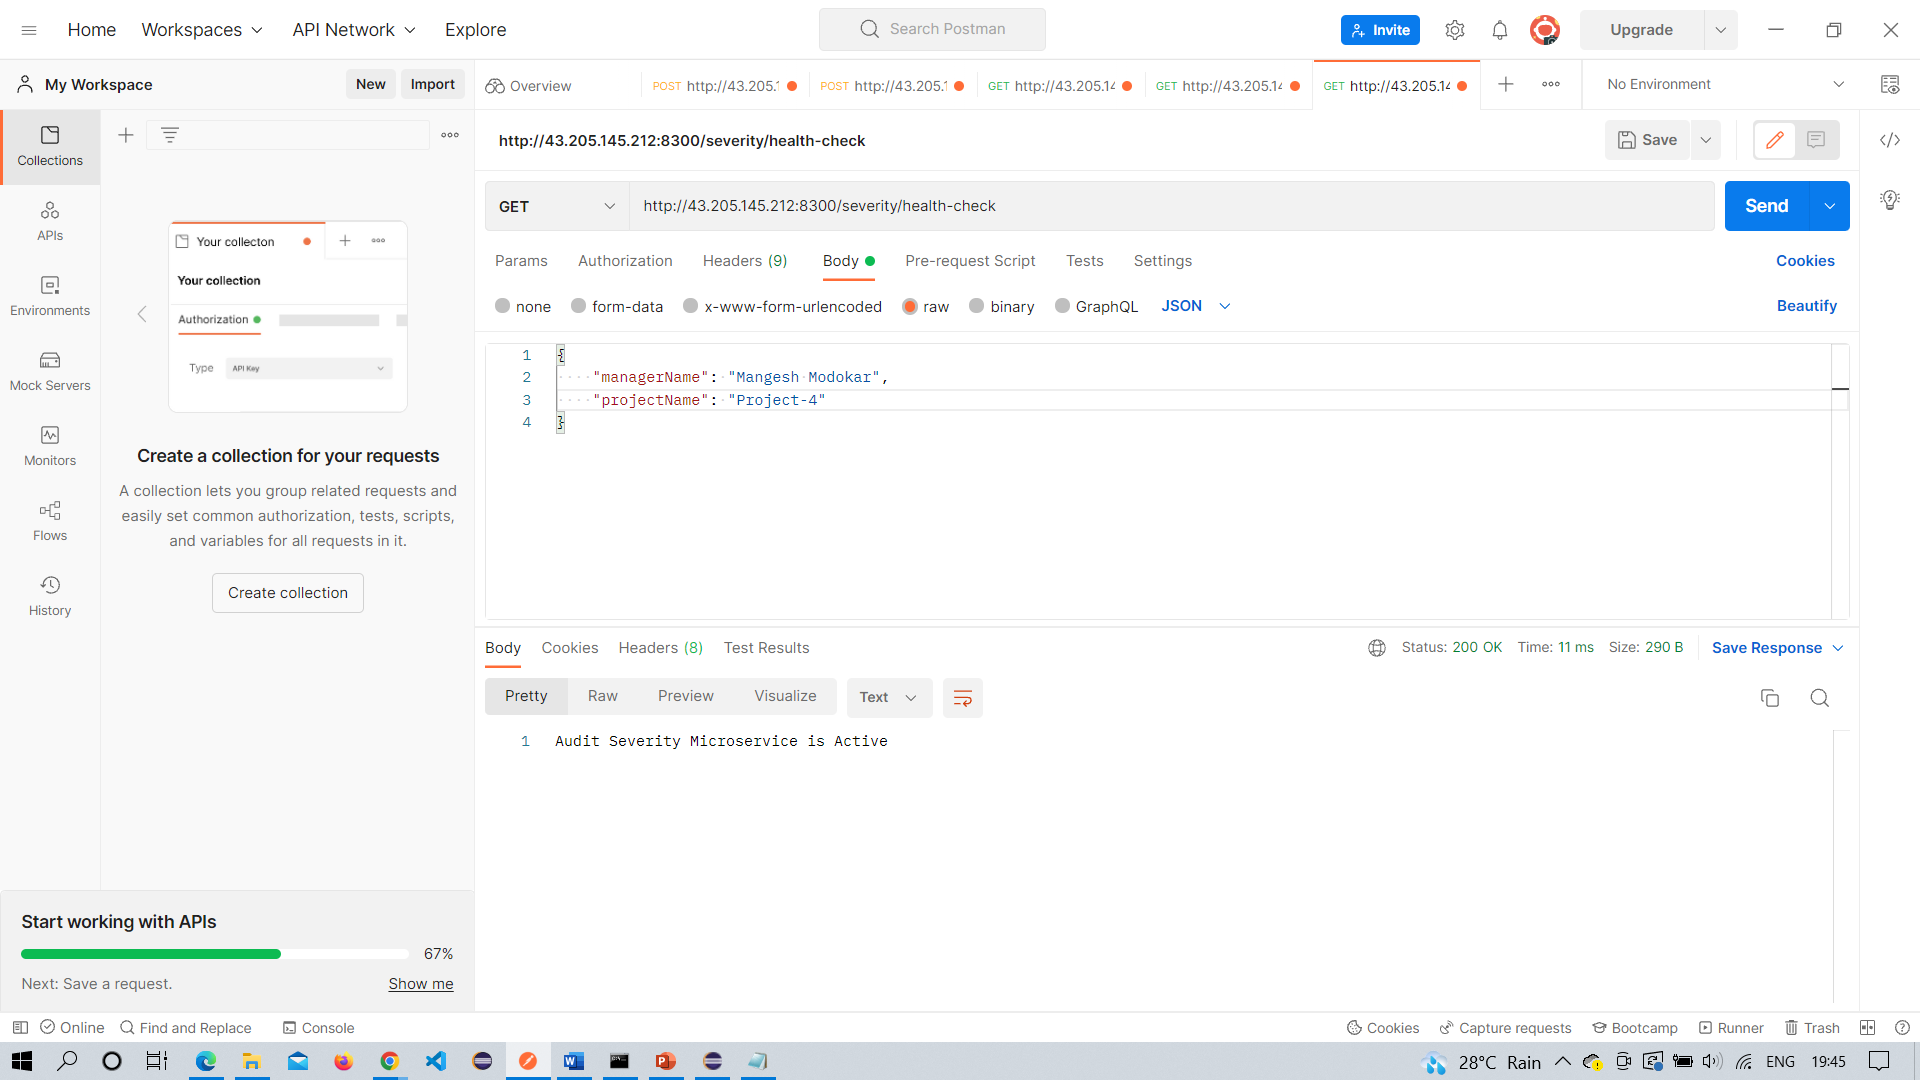 Home Workspaces API Network Explore Search Postman Invite Upgrade
My Workspace New Import Overview POST http://43.205.1 POST http://43.205.1 GET http://43.205.14 GET http://43.205.14 GET http://43.205.14 No Environment
Collections
APIs
Environments
Mock Servers
Monitors
Flows
History
Your collecton
Your collection
Authorization
Type API Key
Create a collection for your requests
A collection lets you group related requests and
easily set common authorization, tests, scripts,
and variables for all requests in it.
Create collection
Start working with APIs
67%
Next: Save a request. Show me
http://43.205.145.212:8300/severity/health-check Save
GET http://43.205.145.212:8300/severity/health-check Send
Params Authorization Headers (9) Body Pre-request Script Tests Settings Cookies
none form-data x-www-form-urlencoded raw binary GraphQL JSON Beautify
1 {
2 "managerName": "Mangesh Modokar",
3 "projectName": "Project-4"
4 }
Body Cookies Headers (8) Test Results Status: 200 OK Time: 11 ms Size: 290 B Save Response
Pretty Raw Preview Visualize Text
1 Audit Severity Microservice is Active
Online Find and Replace Console Cookies Capture requests Bootcamp Runner Trash
28°C Rain ENG 19:45